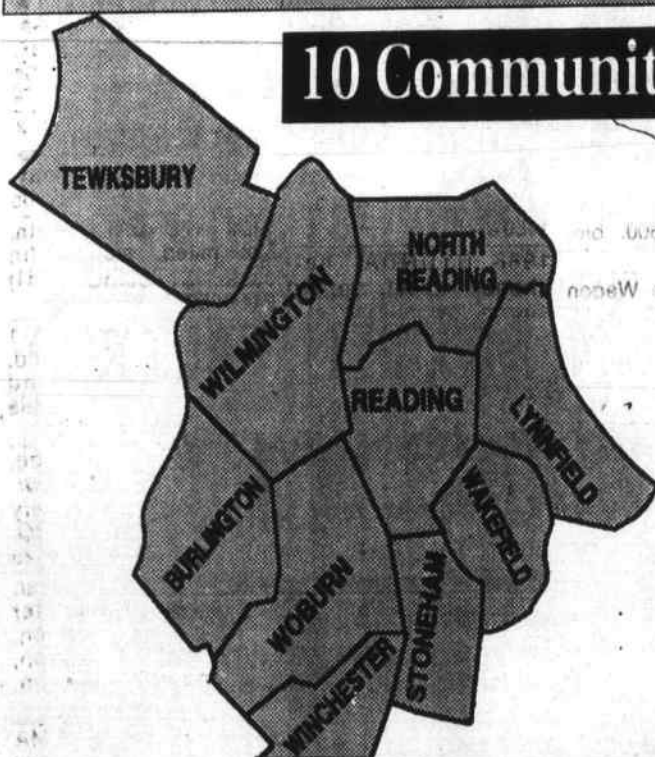 10 Communit
TEWKSBURY
NORTH
READING
WILMINGTON
READING
LYNNFIELD
BURLINGTON
WAKEFIELD
WOBURN
STONEHAM
WINCHESTER